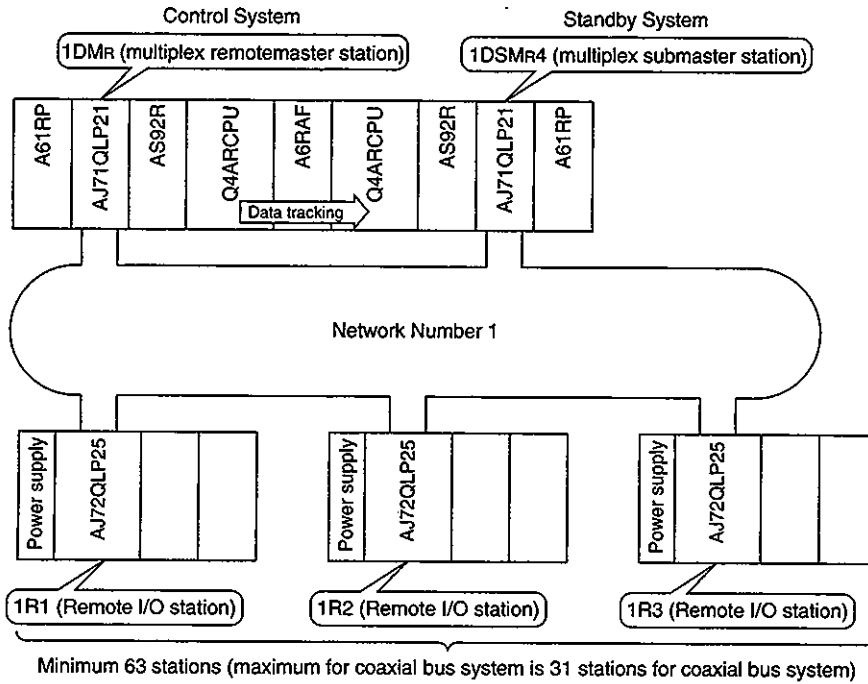 Control System
Standby System
1DMR (multiplex remotemaster station)
1DSMR4 (multiplex submaster station)
A61RP
AJ71QLP21
AS92R
Q4ARCPU
A6RAF
Q4ARCPU
AS92R
AJ71QLP21
A61RP
Data tracking
Network Number 1
Power supply
AJ72QLP25
Power supply
AJ72QLP25
Power supply
AJ72QLP25
1R1 (Remote I/O station)
1R2 (Remote I/O station)
1R3 (Remote I/O station)
Minimum 63 stations (maximum for coaxial bus system is 31 stations for coaxial bus system)